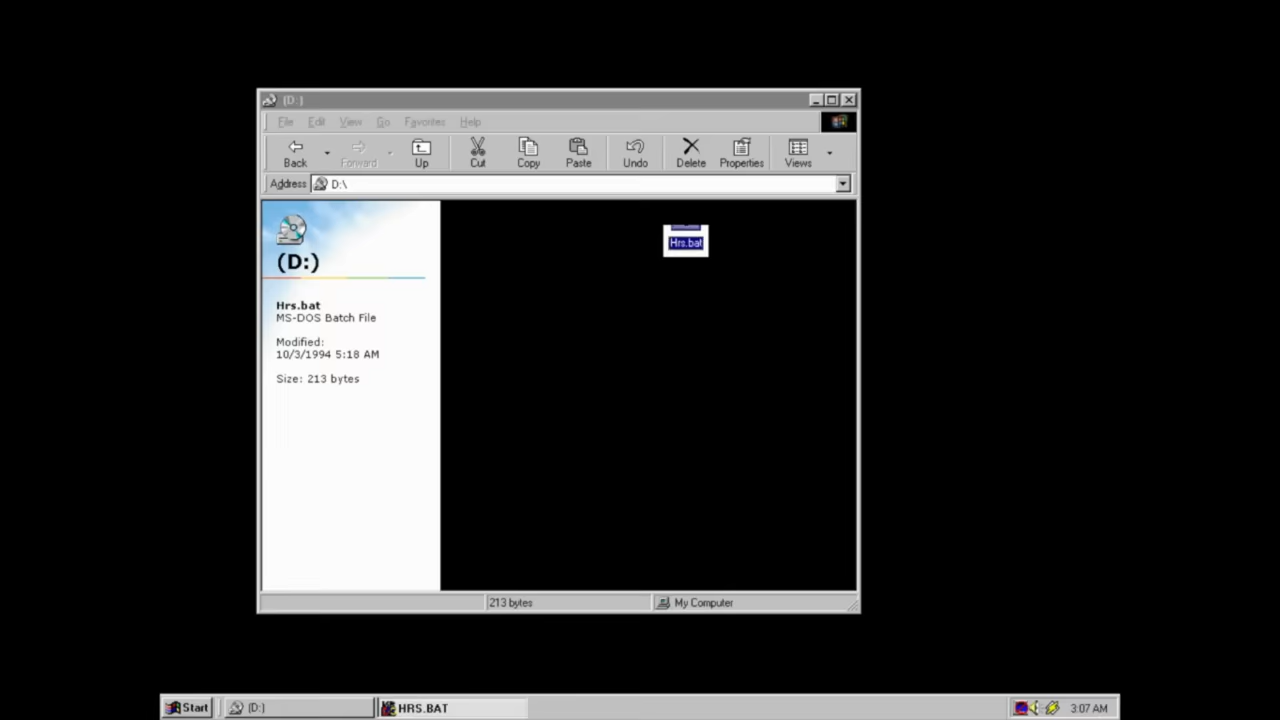 (D:)
File Edit View Go Favorites Help
Back Forward Up Cut Copy Paste Undo Delete Properties Views
Address D:\
Hrs.bat
(D:)
Hrs.bat
MS-DOS Batch File
Modified:
10/3/1994 5:18 AM
Size: 213 bytes
213 bytes My Computer
Start (D:) HRS.BAT 3:07 AM